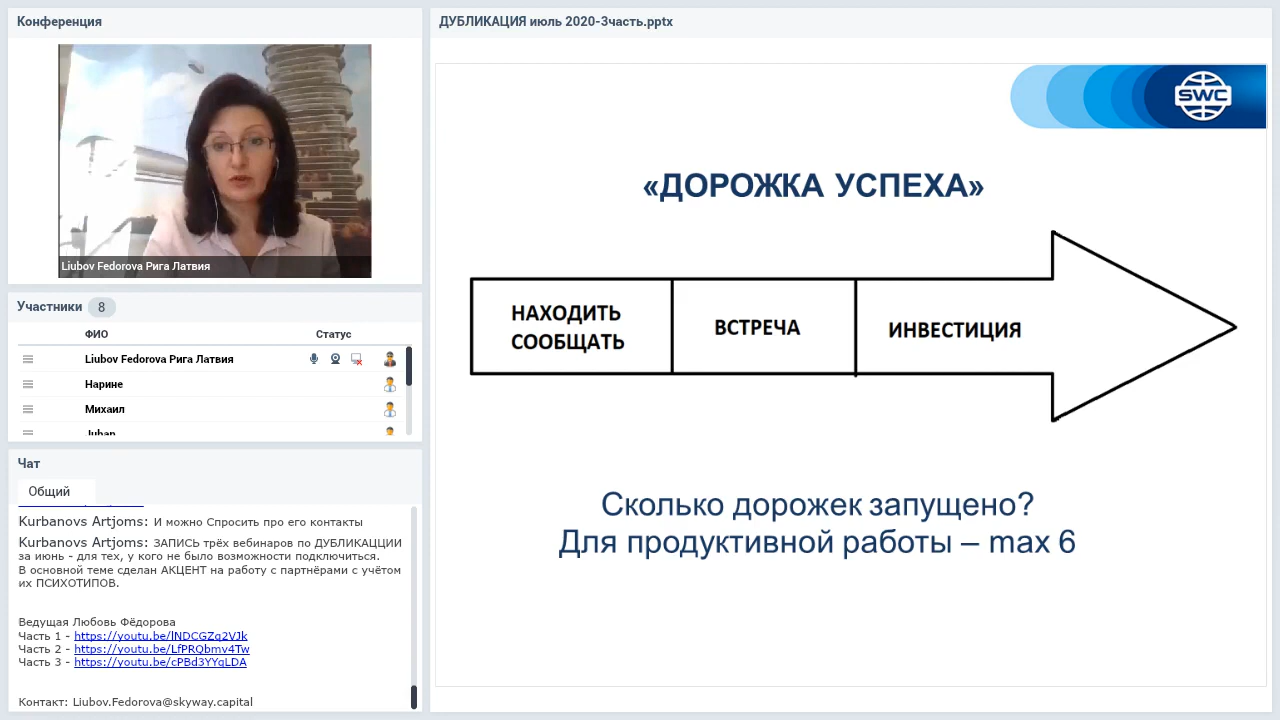 Конференция
Liubov Fedorova Рига Латвия
Участники 8
ФИО Статус
Liubov Fedorova Рига Латвия
Нарине
Михаил
Чат
Общий
Kurbanovs Artjoms: И можно Спросить про его контакты
Kurbanovs Artjoms: ЗАПИСЬ трёх вебинаров по ДУБЛИКАЦЦИИ
за июнь - для тех, у кого не было возможности подключиться.
В основной теме сделан АКЦЕНТ на работу с партнёрами с учётом
их ПСИХОТИПОВ.
Ведущая Любовь Фёдорова
Часть 1 - https://youtu.be/lNDCGZq2VJk
Часть 2 - https://youtu.be/LfPRQbmv4Tw
Часть 3 - https://youtu.be/cPBd3YYqLDA
Контакт: Liubov.Fedorova@skyway.capital
ДУБЛИКАЦИЯ июль 2020-3часть.pptx
SWC
«ДОРОЖКА УСПЕХА»
НАХОДИТЬ
СООБЩАТЬ
ВСТРЕЧА
ИНВЕСТИЦИЯ
Сколько дорожек запущено?
Для продуктивной работы – max 6